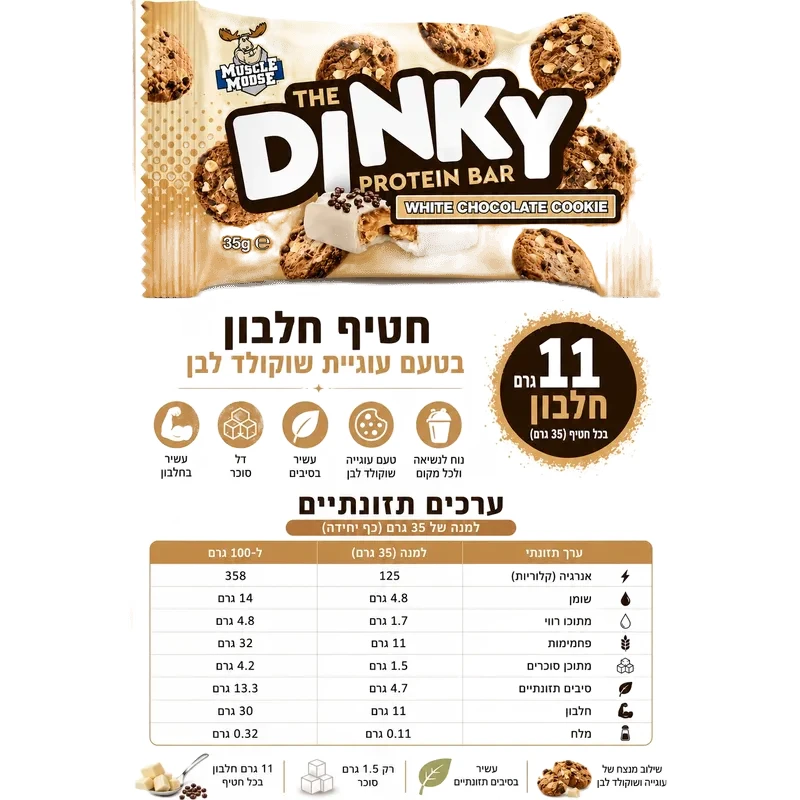 MUSCLE
MOOSE
THE
DINKY
PROTEIN BAR
WHITE CHOCOLATE COOKIE
35g e
חטיף חלבון
בטעם עוגיית שוקולד לבן
11 גרם
חלבון
בכל חטיף (35 גרם)
נוח לנשיאה
ולכל מקום
טעם עוגייה
שוקולד לבן
עשיר
בסיבים
דל
סוכר
עשיר
בחלבון
ערכים תזונתיים
למנה של 35 גרם (כף יחידה)
ערך תזונתי למנה (35 גרם) ל-100 גרם
אנרגיה (קלוריות) 125 358
שומן 4.8 גרם 14 גרם
מתוכו רווי 1.7 גרם 4.8 גרם
פחמימות 11 גרם 32 גרם
מתוכן סוכרים 1.5 גרם 4.2 גרם
סיבים תזונתיים 4.7 גרם 13.3 גרם
חלבון 11 גרם 30 גרם
מלח 0.11 גרם 0.32 גרם
שילוב מנצח של
עוגייה ושוקולד לבן
עשיר
בסיבים תזונתיים
רק 1.5 גרם
סוכר
11 גרם חלבון
בכל חטיף